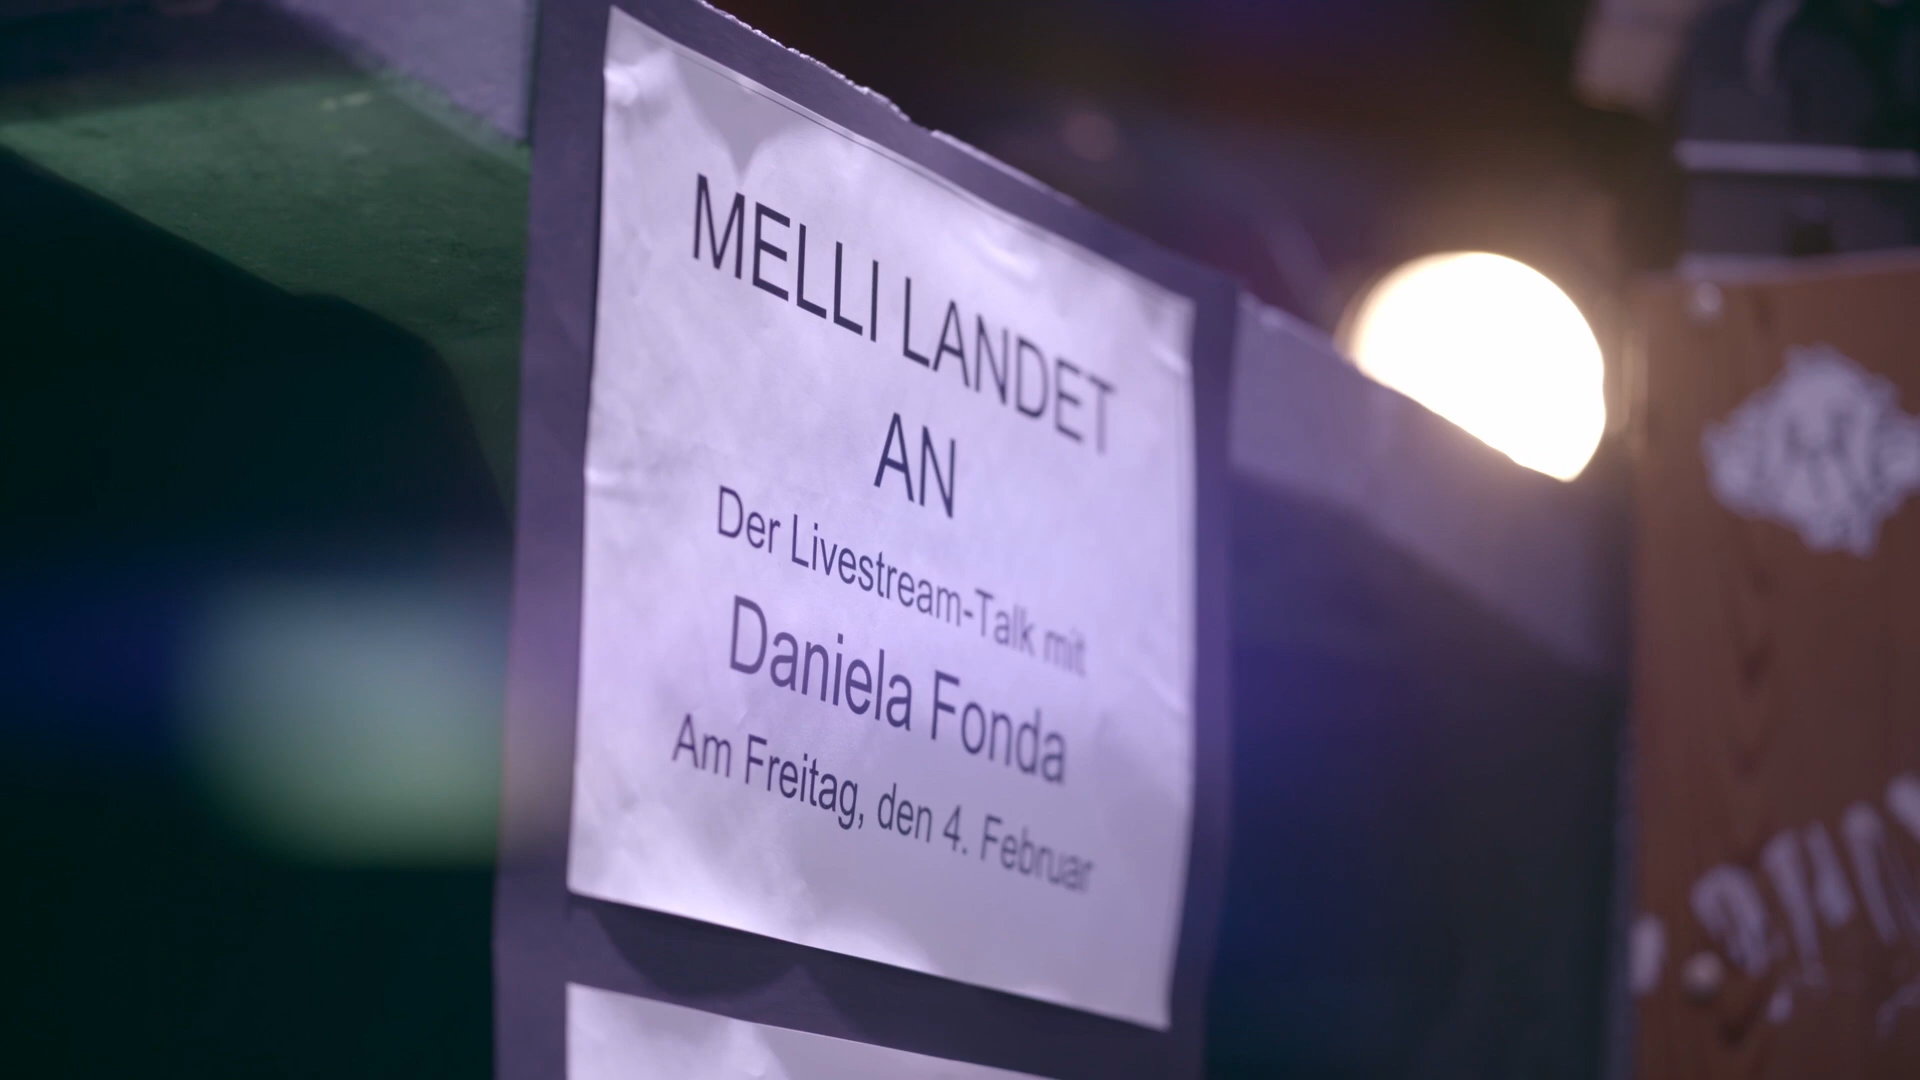 MELLI LANDET
AN
Der Livestream-Talk mit
Daniela Fonda
Am Freitag, den 4. Februar